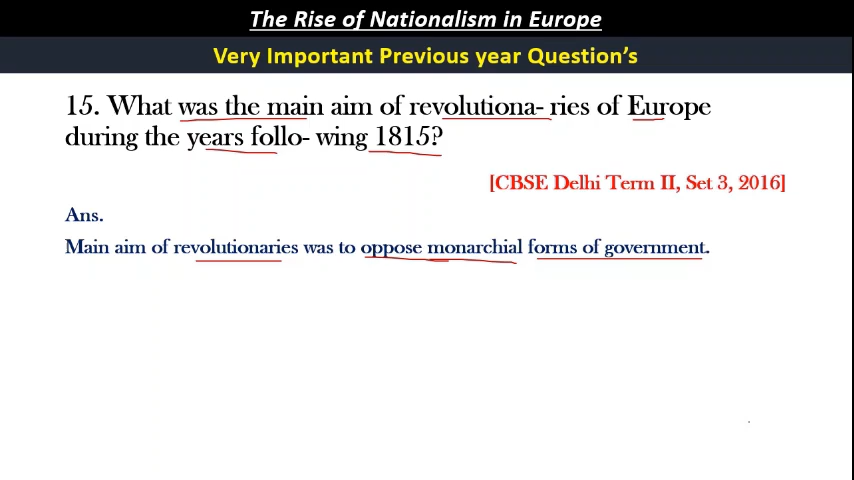 The Rise of Nationalism in Europe
Very Important Previous year Question's
15. What was the main aim of revolutiona- ries of Europe
during the years follo- wing 1815?
[CBSE Delhi Term II, Set 3, 2016]
Ans.
Main aim of revolutionaries was to oppose monarchial forms of government.